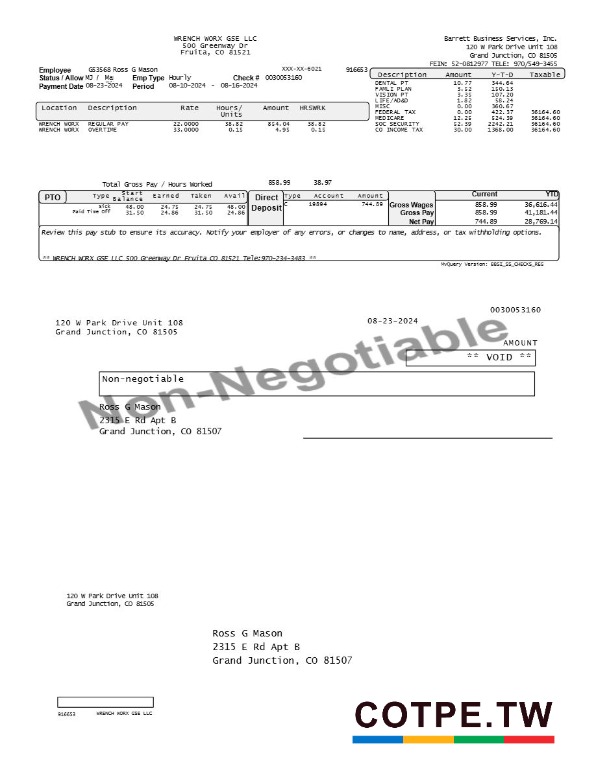 WRENCH WORX GSE LLC
500 Greenway Dr
Fruita, CO 81521
Barrett Business Services, Inc.
120 W Park Drive Unit 108
Grand Junction, CO 81505
FEIN: 52-0812977 TELE: 970/549-3455
Employee GS3568 Ross G Mason XXX-XX-6021 916653
Status / Allow MJ / Ma Emp Type Hourly Check # 0030053160
Payment Date 08-23-2024 Period 08-10-2024 - 08-16-2024
Description Amount Y-T-D Taxable
DENTAL PT 10.77 344.64
FAMLI PLAN 3.52 150.13
VISION PT 3.35 107.20
LIFE/AD&D 1.82 58.24
MISC 0.00 360.67
FEDERAL TAX 0.00 422.37 36164.60
MEDICARE 12.25 524.39 36164.60
SOC SECURITY 52.39 2242.21 36164.60
CO INCOME TAX 30.00 1368.00 36164.60
Location Description Rate Hours/ Units Amount HRSWRK
WRENCH WORX REGULAR PAY 22.0000 38.82 854.04 38.82
WRENCH WORX OVERTIME 33.0000 0.15 4.95 0.15
Total Gross Pay / Hours Worked 858.99 38.97
PTO Type Start Balance Earned Taken Avail
Sick 48.00 24.75 24.75 48.00
Paid Time Off 31.50 24.86 31.50 24.86
Direct Deposit Type Account Amount
C 19894 744.89
Current YTD
Gross Wages 858.99 36,616.44
Gross Pay 858.99 41,181.44
Net Pay 744.89 28,769.14
Review this pay stub to ensure its accuracy. Notify your employer of any errors, or changes to name, address, or tax withholding options.
** WRENCH WORX GSE LLC 500 Greenway Dr Fruita CO 81521 Tele:970-234-3483 **
MvQuery Version: BBSI_SS_CHECKS_REG
0030053160
120 W Park Drive Unit 108
Grand Junction, CO 81505
08-23-2024
AMOUNT
** VOID **
Non-Negotiable
Non-negotiable
Ross G Mason
2315 E Rd Apt B
Grand Junction, CO 81507
120 W Park Drive Unit 108
Grand Junction, CO 81505
Ross G Mason
2315 E Rd Apt B
Grand Junction, CO 81507
916653 WRENCH WORX GSE LLC
COTPE.TW